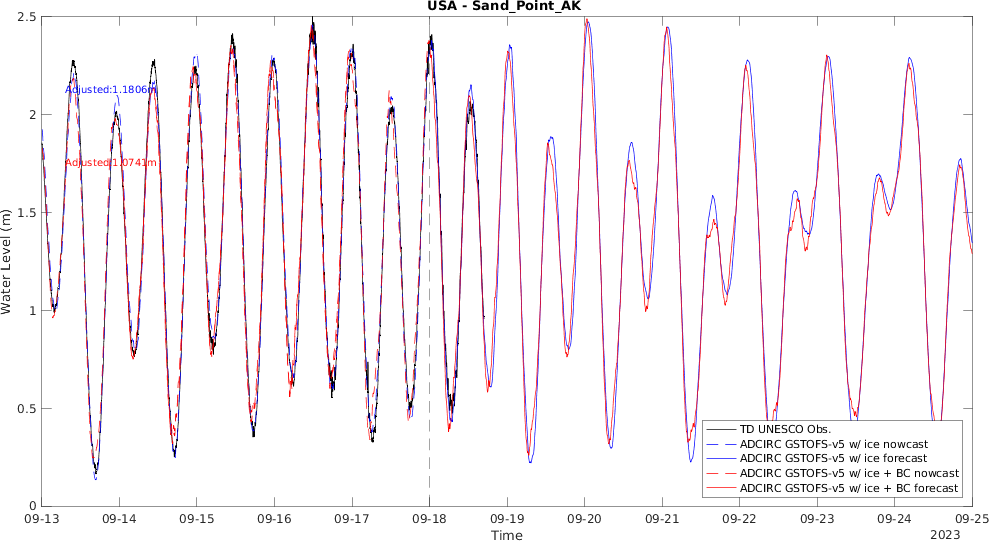 USA - Sand_Point_AK
2.5
2
1.5
1
0.5
0
Water Level (m)
Adjusted:1.1806m
Adjusted:1.0741m
TD UNESCO Obs.
ADCIRC GSTOFS-v5 w/ ice nowcast
ADCIRC GSTOFS-v5 w/ ice forecast
ADCIRC GSTOFS-v5 w/ ice + BC nowcast
ADCIRC GSTOFS-v5 w/ ice + BC forecast
09-13 09-14 09-15 09-16 09-17 09-18 09-19 09-20 09-21 09-22 09-23 09-24 09-25
Time
2023